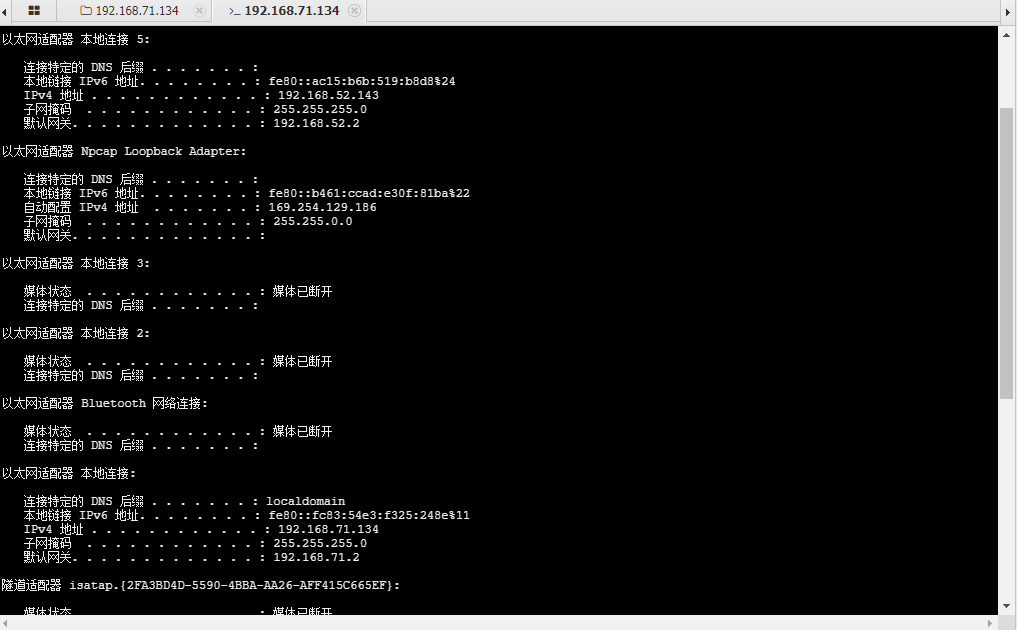 192.168.71.134
>_ 192.168.71.134
以太网适配器 本地连接 5:
连接特定的 DNS 后缀 . . . . . . . :
本地链接 IPv6 地址. . . . . . . . : fe80::ac15:b6b:519:b8d8%24
IPv4 地址 . . . . . . . . . . . . : 192.168.52.143
子网掩码 . . . . . . . . . . . . : 255.255.255.0
默认网关. . . . . . . . . . . . . : 192.168.52.2
以太网适配器 Npcap Loopback Adapter:
连接特定的 DNS 后缀 . . . . . . . :
本地链接 IPv6 地址. . . . . . . . : fe80::b461:ccad:e30f:81ba%22
自动配置 IPv4 地址 . . . . . . . . : 169.254.129.186
子网掩码 . . . . . . . . . . . . : 255.255.0.0
默认网关. . . . . . . . . . . . . :
以太网适配器 本地连接 3:
媒体状态 . . . . . . . . . . . . : 媒体已断开
连接特定的 DNS 后缀 . . . . . . . :
以太网适配器 本地连接 2:
媒体状态 . . . . . . . . . . . . : 媒体已断开
连接特定的 DNS 后缀 . . . . . . . :
以太网适配器 Bluetooth 网络连接:
媒体状态 . . . . . . . . . . . . : 媒体已断开
连接特定的 DNS 后缀 . . . . . . . :
以太网适配器 本地连接:
连接特定的 DNS 后缀 . . . . . . . : localdomain
本地链接 IPv6 地址. . . . . . . . : fe80::fc83:54e3:f325:248e%11
IPv4 地址 . . . . . . . . . . . . : 192.168.71.134
子网掩码 . . . . . . . . . . . . : 255.255.255.0
默认网关. . . . . . . . . . . . . : 192.168.71.2
隧道适配器 isatap.{2FA3BD4D-5590-4BBA-AA26-AFF415C665EF}:
媒体状态 . . . . . . . . . . . . : 媒体已断开